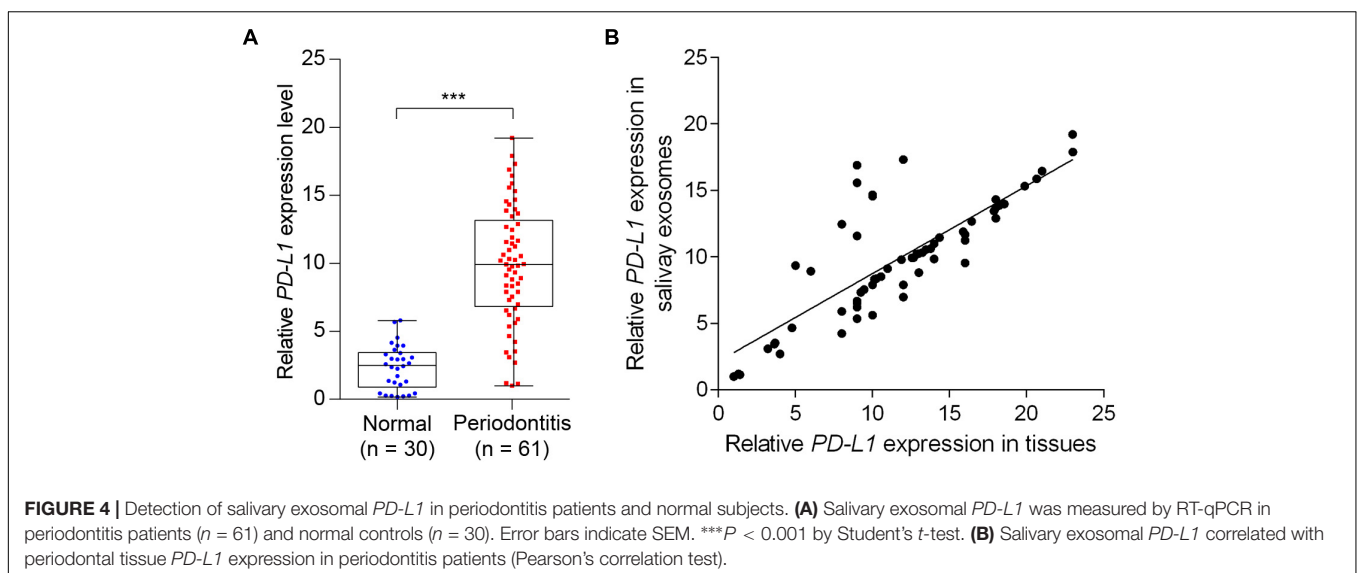 A
25
20
15
10
5
0
Relative PD-L1 expression level
***
Normal
(n = 30)
Periodontitis
(n = 61)
B
25
20
15
10
5
0
Relative PD-L1 expression in
salivay exosomes
0 5 10 15 20 25
Relative PD-L1 expression in tissues
FIGURE 4 | Detection of salivary exosomal PD-L1 in periodontitis patients and normal subjects. (A) Salivary exosomal PD-L1 was measured by RT-qPCR in
periodontitis patients (n = 61) and normal controls (n = 30). Error bars indicate SEM. ***P < 0.001 by Student's t-test. (B) Salivary exosomal PD-L1 correlated with
periodontal tissue PD-L1 expression in periodontitis patients (Pearson's correlation test).